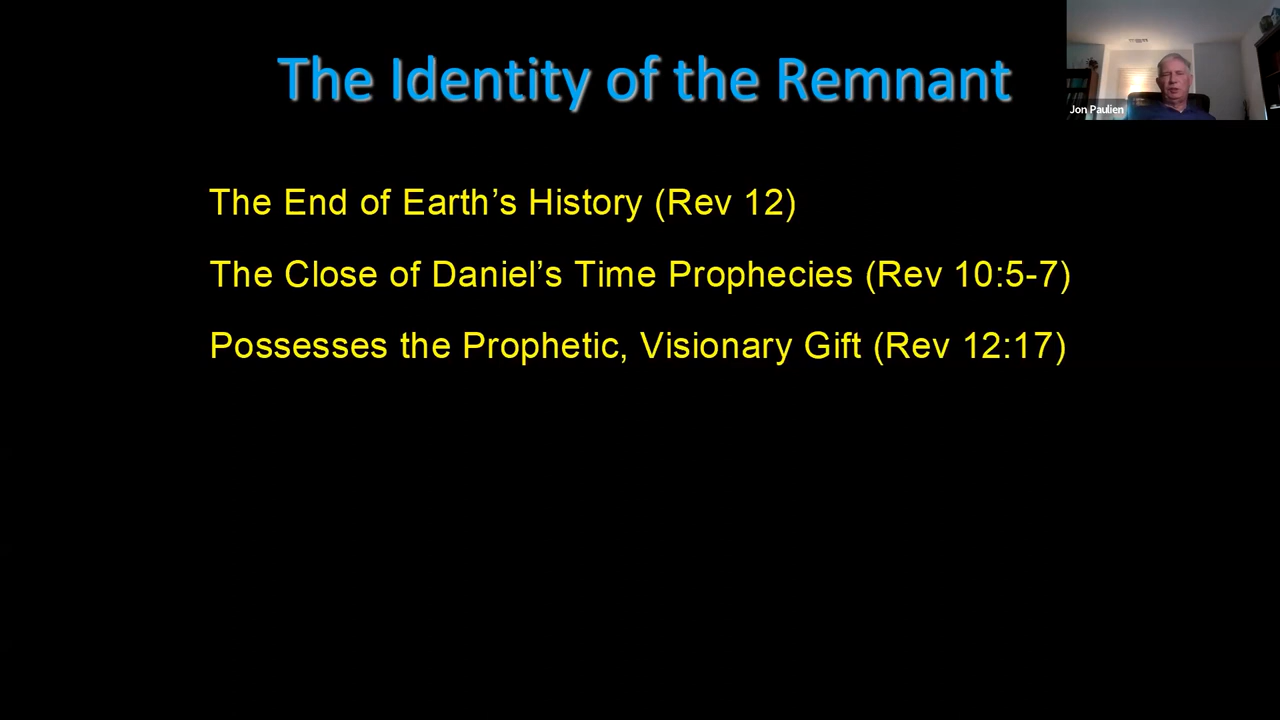 The Identity of the Remnant
Jon Paulien
The End of Earth’s History (Rev 12)
The Close of Daniel’s Time Prophecies (Rev 10:5-7)
Possesses the Prophetic, Visionary Gift (Rev 12:17)